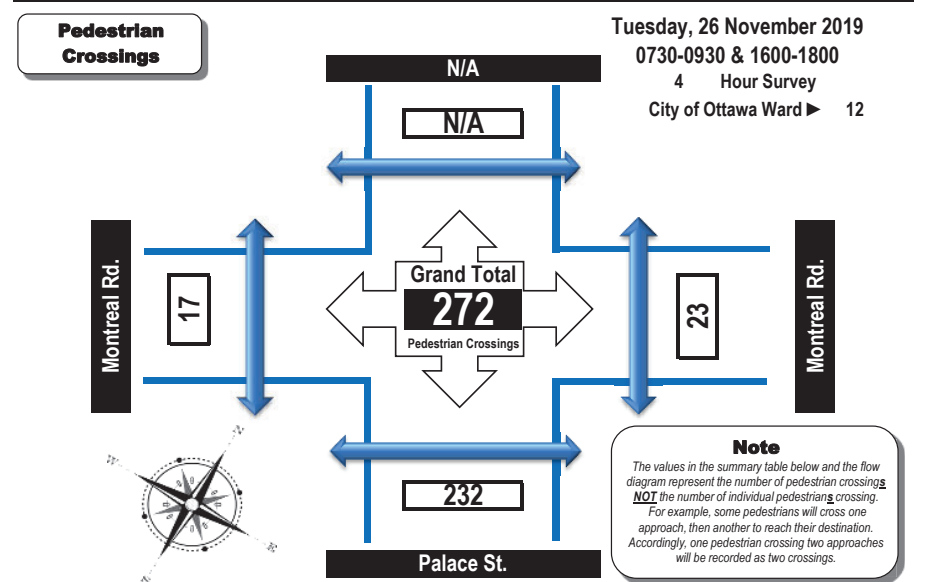 Pedestrian
Crossings
Tuesday, 26 November 2019
0730-0930 & 1600-1800
4 Hour Survey
City of Ottawa Ward ► 12
N/A
N/A
Montreal Rd.
17
Grand Total
272
Pedestrian Crossings
23
Montreal Rd.
232
Palace St.
N
E
S
W
Note
The values in the summary table below and the flow
diagram represent the number of pedestrian crossings
NOT the number of individual pedestrians crossing.
For example, some pedestrians will cross one
approach, then another to reach their destination.
Accordingly, one pedestrian crossing two approaches
will be recorded as two crossings.